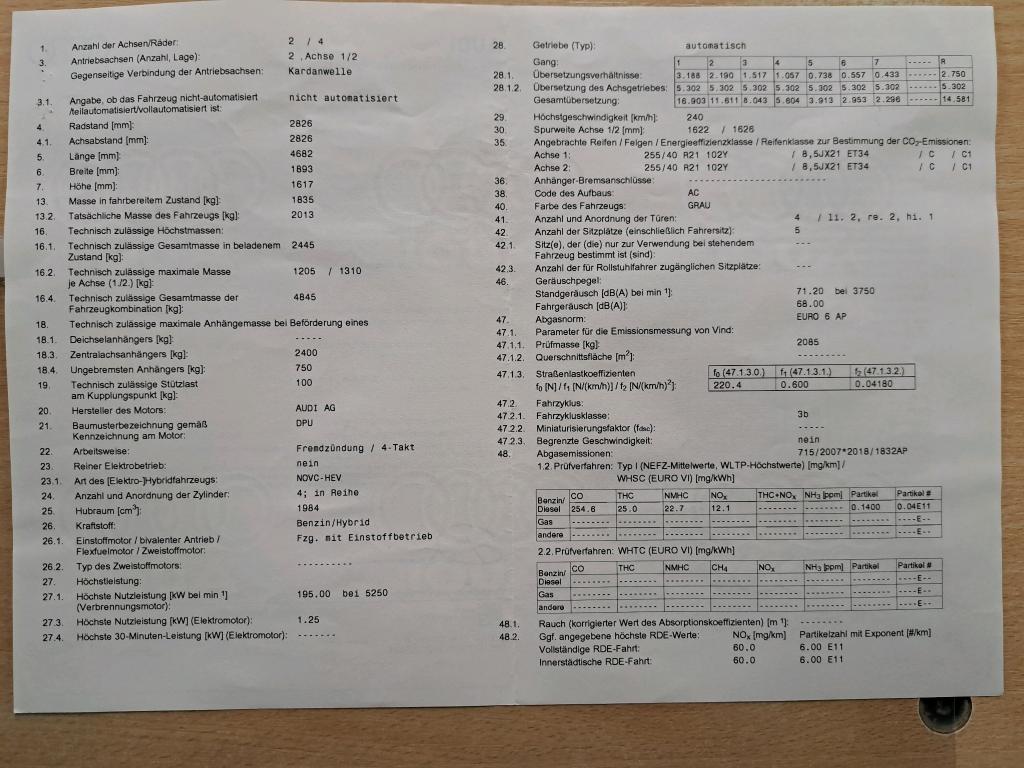 1. Anzahl der Achsen/Räder: 2 / 4
3. Antriebsachsen (Anzahl, Lage): 2 ,Achse 1/2
Gegenseitige Verbindung der Antriebsachsen: Kardanwelle
3.1. Angabe, ob das Fahrzeug nicht-automatisiert nicht automatisiert
/teilautomatisiert/vollautomatisiert ist:
4. Radstand [mm]: 2826
4.1. Achsabstand [mm]: 2826
5. Länge [mm]: 4682
6. Breite [mm]: 1893
7. Höhe [mm]: 1617
13. Masse in fahrbereitem Zustand [kg]: 1835
13.2. Tatsächliche Masse des Fahrzeugs [kg]: 2013
16. Technisch zulässige Höchstmassen:
16.1. Technisch zulässige Gesamtmasse in beladenem 2445
Zustand [kg]:
16.2. Technisch zulässige maximale Masse 1205 / 1310
je Achse (1./2.) [kg]:
16.4. Technisch zulässige Gesamtmasse der 4845
Fahrzeugkombination [kg]:
18. Technisch zulässige maximale Anhängemasse bei Beförderung eines
18.1. Deichselanhängers [kg]: -----
18.3. Zentralachsanhängers [kg]: 2400
18.4. Ungebremsten Anhängers [kg]: 750
19. Technisch zulässige Stützlast 100
am Kupplungspunkt [kg]:
20. Hersteller des Motors: AUDI AG
21. Baumusterbezeichnung gemäß DPU
Kennzeichnung am Motor:
22. Arbeitsweise: Fremdzündung / 4-Takt
23. Reiner Elektrobetrieb: nein
23.1. Art des [Elektro-]Hybridfahrzeugs: NOVC-HEV
24. Anzahl und Anordnung der Zylinder: 4; in Reihe
25. Hubraum [cm³]: 1984
26. Kraftstoff: Benzin/Hybrid
26.1. Einstoffmotor / bivalenter Antrieb / Fzg. mit Einstoffbetrieb
Flexfuelmotor / Zweistoffmotor:
26.2. Typ des Zweistoffmotors: ----------
27. Höchstleistung:
27.1. Höchste Nutzleistung [kW bei min⁻¹] 195.00 bei 5250
(Verbrennungsmotor):
27.3. Höchste Nutzleistung [kW] (Elektromotor): 1.25
27.4. Höchste 30-Minuten-Leistung [kW] (Elektromotor): -------
28. Getriebe (Typ): automatisch
Gang: 1 2 3 4 5 6 7 ----- R
28.1. Übersetzungsverhältnisse: 3.188 2.190 1.517 1.057 0.738 0.557 0.433 ------ 2.750
28.1.2. Übersetzung des Achsgetriebes: 5.302 5.302 5.302 5.302 5.302 5.302 5.302 ------ 5.302
Gesamtübersetzung: 16.903 11.611 8.043 5.604 3.913 2.953 2.296 ------ 14.581
29. Höchstgeschwindigkeit [km/h]: 240
30. Spurweite Achse 1/2 [mm]: 1622 / 1626
35. Angebrachte Reifen / Felgen / Energieeffizienzklasse / Reifenklasse zur Bestimmung der CO₂-Emissionen:
Achse 1: 255/40 R21 102Y / 8,5JX21 ET34 / C / C1
Achse 2: 255/40 R21 102Y / 8,5JX21 ET34 / C / C1
36. Anhänger-Bremsanschlüsse: ------------------------
38. Code des Aufbaus: AC
40. Farbe des Fahrzeugs: GRAU
41. Anzahl und Anordnung der Türen: 4 / li. 2, re. 2, hi. 1
42. Anzahl der Sitzplätze (einschließlich Fahrersitz): 5
42.1. Sitz(e), der (die) nur zur Verwendung bei stehendem ---
Fahrzeug bestimmt ist (sind):
42.3. Anzahl der für Rollstuhlfahrer zugänglichen Sitzplätze: ---
46. Geräuschpegel:
Standgeräusch [dB(A) bei min⁻¹]: 71.20 bei 3750
Fahrgeräusch [dB(A)]: 68.00
47. Abgasnorm: EURO 6 AP
47.1. Parameter für die Emissionsmessung von Vind:
47.1.1. Prüfmasse [kg]: 2085
47.1.2. Querschnittsfläche [m²]: ---------
47.1.3. Straßenlastkoeffizienten f₀ (47.1.3.0.) f₁ (47.1.3.1.) f₂ (47.1.3.2.)
f₀ [N] / f₁ [N/(km/h)] / f₂ [N/(km/h)²]: 220.4 0.600 0.04180
47.2. Fahrzyklus:
47.2.1. Fahrzyklusklasse: 3b
47.2.2. Miniaturisierungsfaktor (fdsc): -----
47.2.3. Begrenzte Geschwindigkeit: nein
48. Abgasemissionen: 715/2007*2018/1832AP
1.2. Prüfverfahren: Typ I (NEFZ-Mittelwerte, WLTP-Höchstwerte) [mg/km] /
WHSC (EURO VI) [mg/kWh]
Benzin/ CO THC NMHC NOx THC+NOx NH₃ [ppm] Partikel Partikel #
Diesel 254.6 25.0 22.7 12.1 ------- ------- 0.1400 0.04E11
Gas ------- ------- ------- ------- ------- ------- ------- ----E--
andere ------- ------- ------- ------- ------- ------- ------- ----E--
2.2. Prüfverfahren: WHTC (EURO VI) [mg/kWh]
Benzin/ CO THC NMHC CH₄ NOx NH₃ [ppm] Partikel Partikel #
Diesel ------- ------- ------- ------- ------- ------- ------- ----E--
Gas ------- ------- ------- ------- ------- ------- ------- ----E--
andere ------- ------- ------- ------- ------- ------- ------- ----E--
48.1. Rauch (korrigierter Wert des Absorptionskoeffizienten) [m⁻¹]: --------
48.2. Ggf. angegebene höchste RDE-Werte: NOx [mg/km] Partikelzahl mit Exponent [#/km]
Vollständige RDE-Fahrt: 60.0 6.00 E11
Innerstädtische RDE-Fahrt: 60.0 6.00 E11